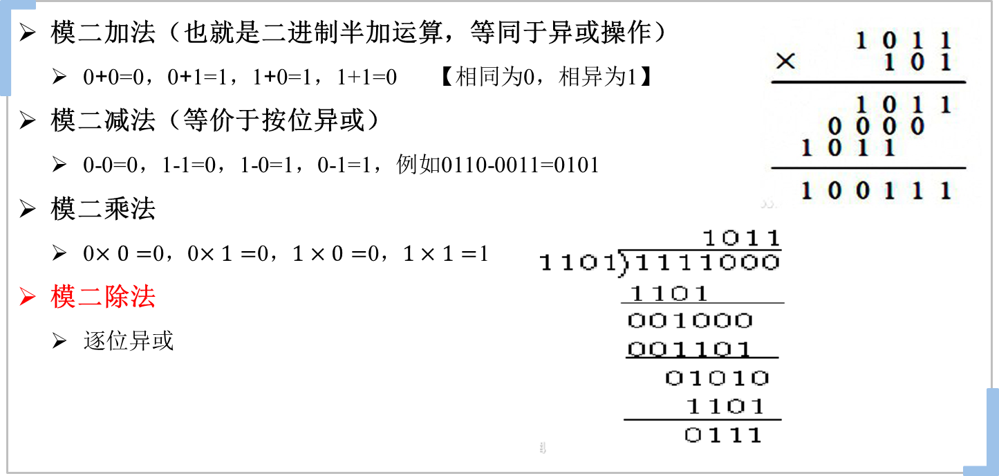 模二加法（也就是二进制半加运算，等同于异或操作）
0+0=0，0+1=1，1+0=1，1+1=0 【相同为0，相异为1】
模二减法（等价于按位异或）
0-0=0，1-1=0，1-0=1，0-1=1，例如0110-0011=0101
模二乘法
0× 0 =0，0× 1 =0，1 × 0 =0，1 × 1 =1
模二除法
逐位异或
1 0 1 1
× 1 0 1
1 0 1 1
0 0 0 0
1 0 1 1
1 0 0 1 1 1
1011
1101)1111000
1101
001000
001101
01010
1101
0111